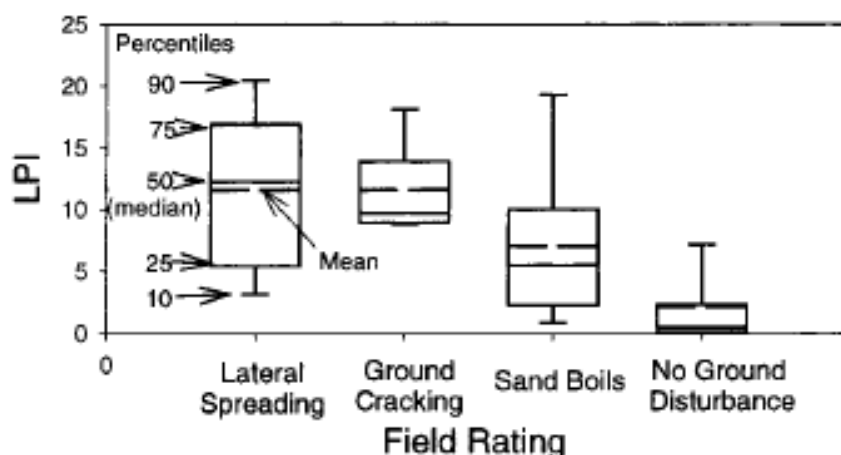 25
Percentiles
90
20
75
15
50
(median)
10
25
Mean
5
10
0
0
Lateral
Spreading
Ground
Cracking
Sand Boils
No Ground
Disturbance
LPI
Field Rating